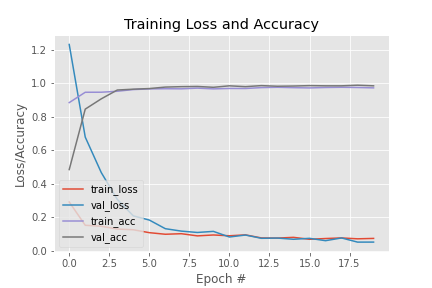 Training Loss and Accuracy
Loss/Accuracy
1.2
1.0
0.8
0.6
0.4
0.2
0.0
train_loss
val_loss
train_acc
val_acc
0.0 2.5 5.0 7.5 10.0 12.5 15.0 17.5
Epoch #